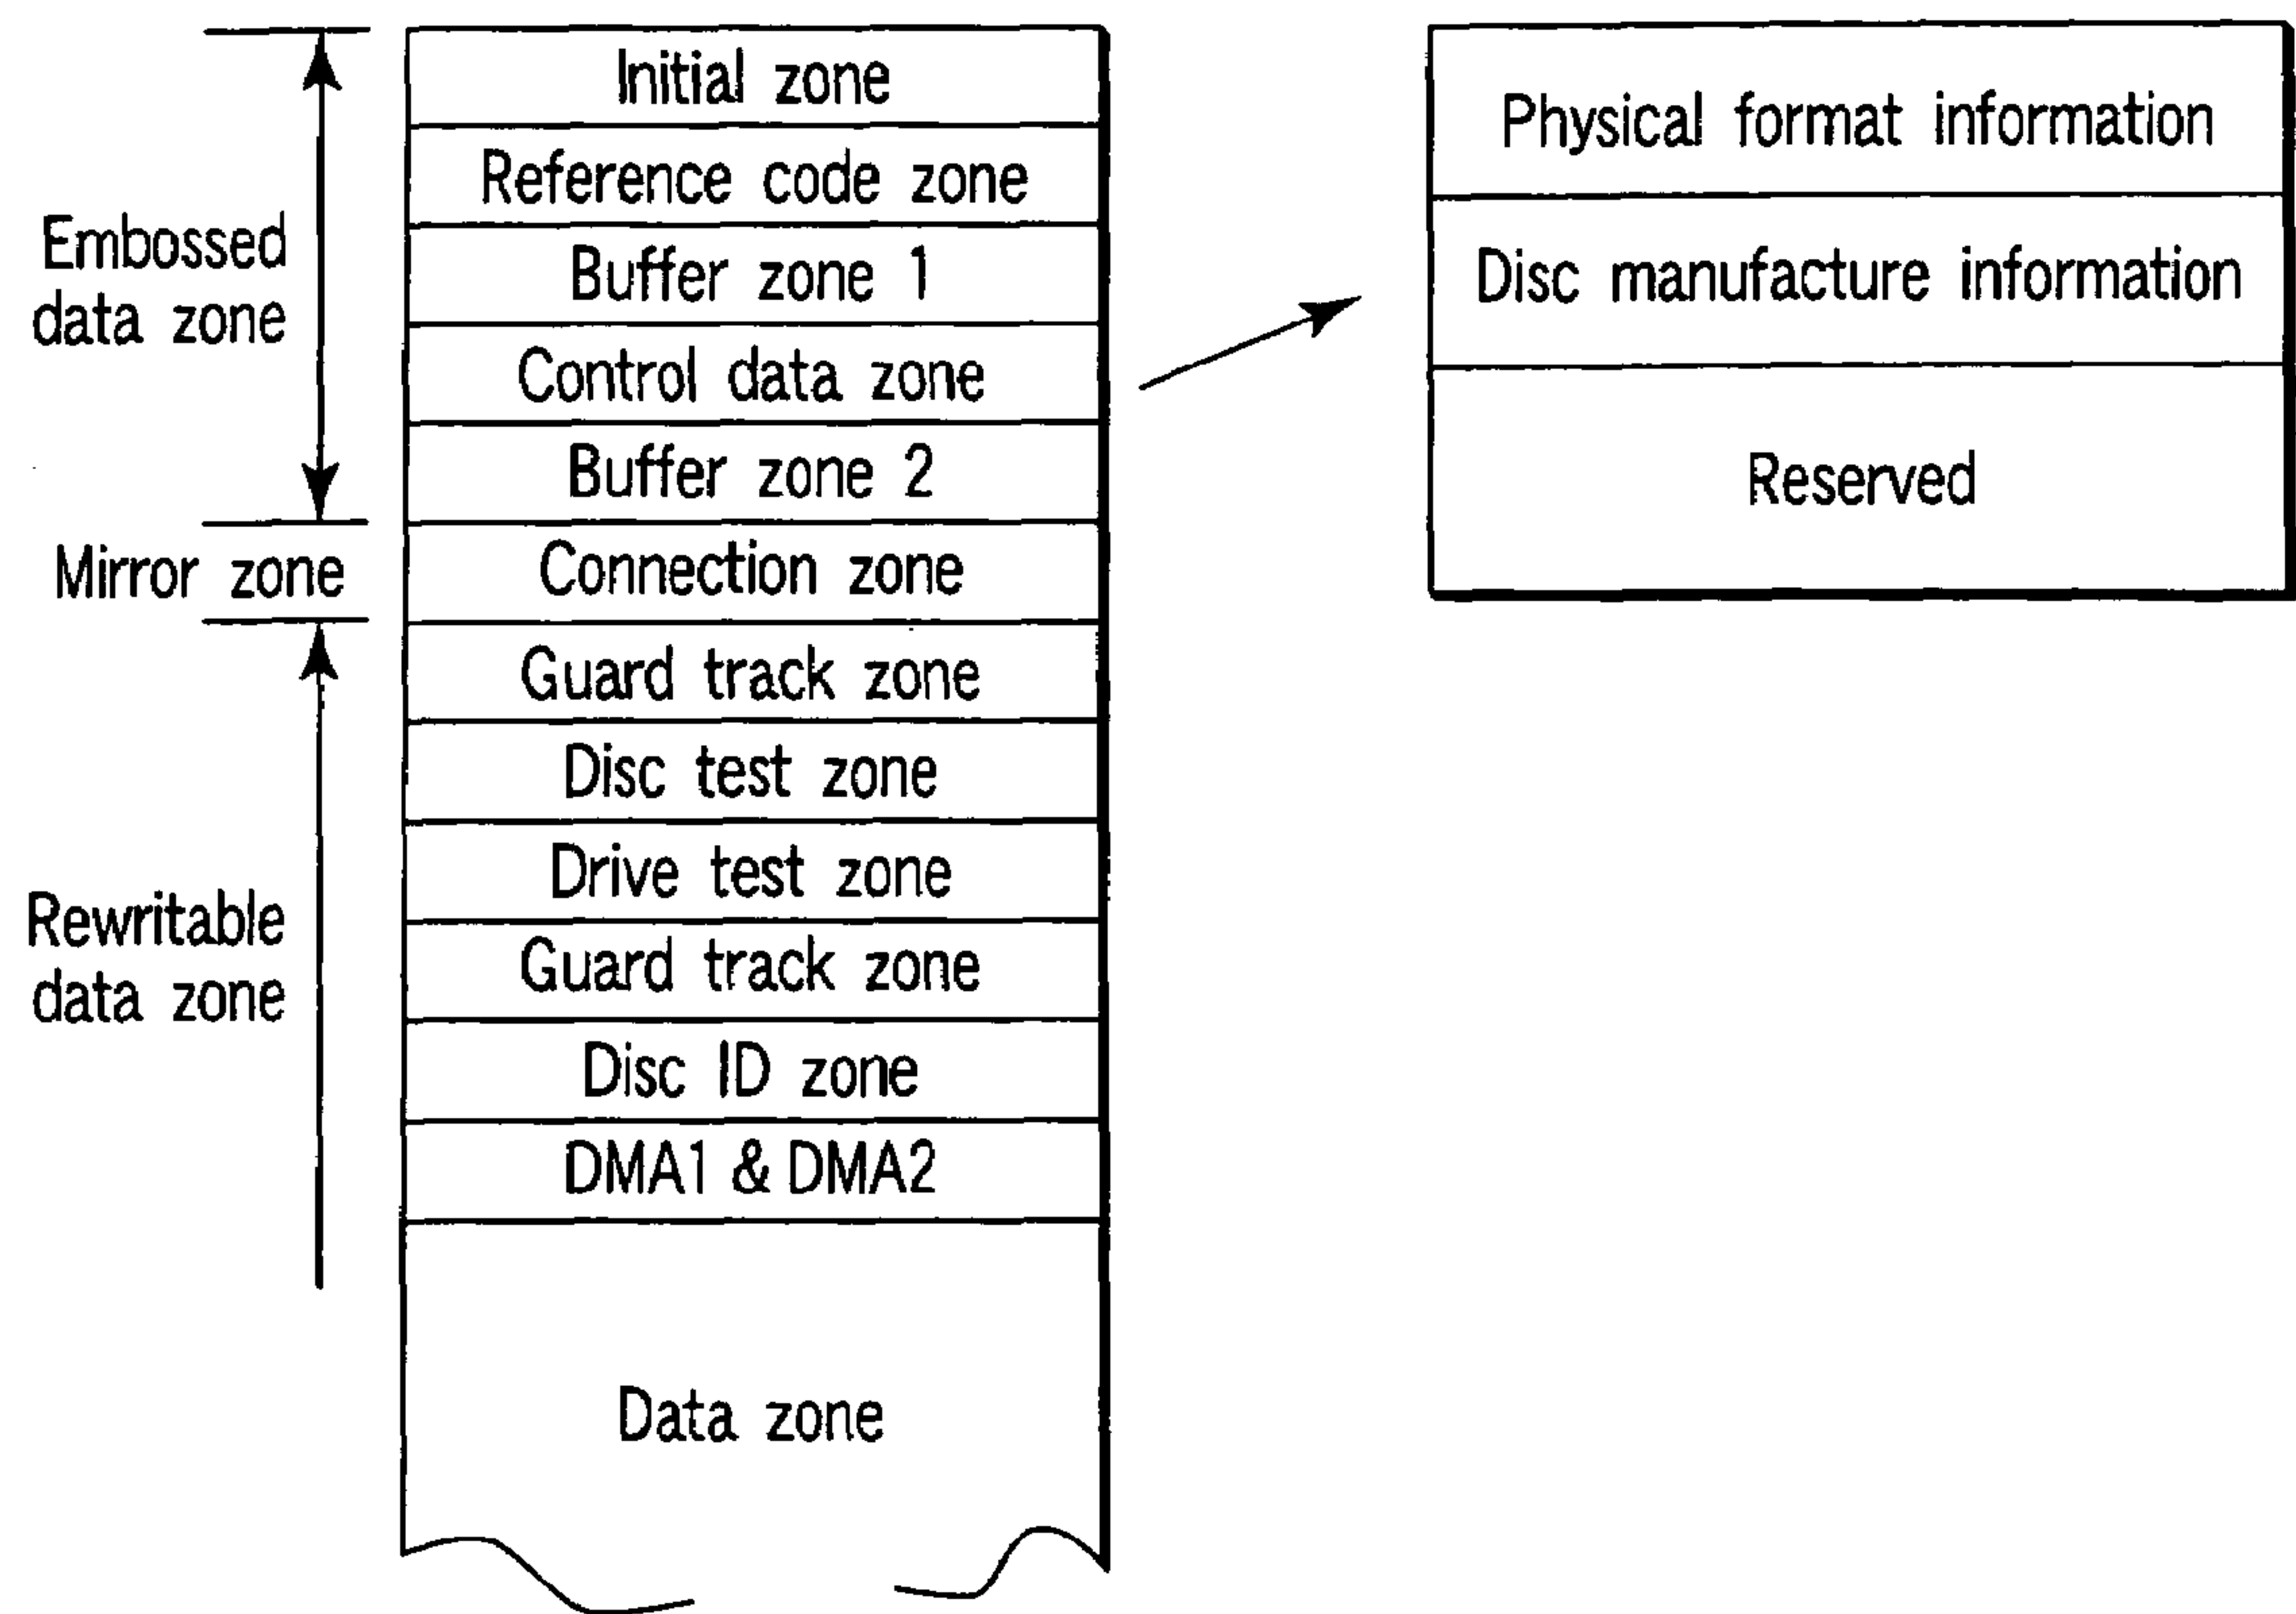 Embossed
data zone
Mirror zone
Rewritable
data zone
Initial zone
Reference code zone
Buffer zone 1
Control data zone
Buffer zone 2
Connection zone
Guard track zone
Disc test zone
Drive test zone
Guard track zone
Disc ID zone
DMA1 & DMA2
Data zone
Physical format information
Disc manufacture information
Reserved